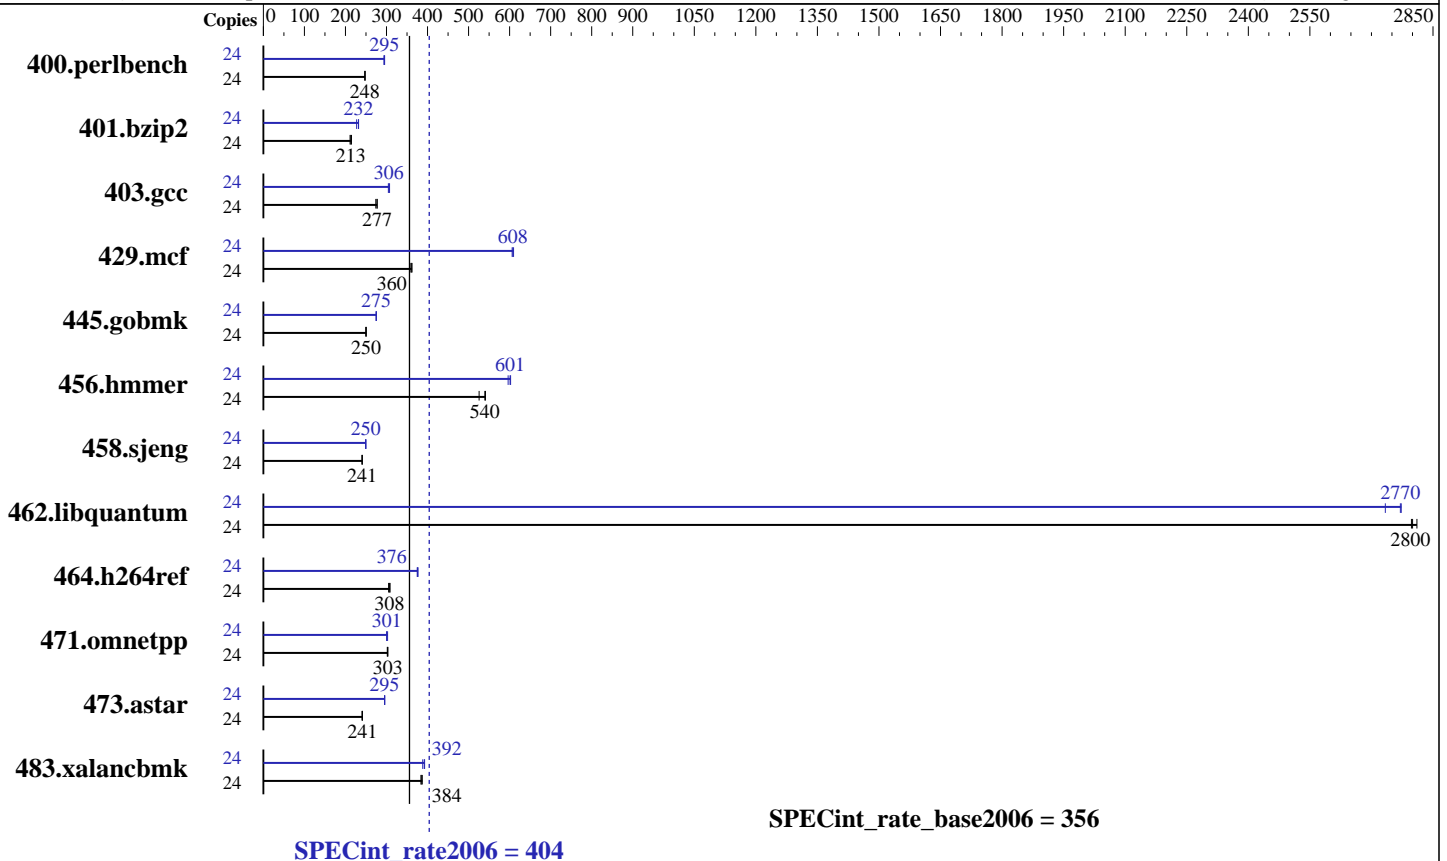 Copies 0 100 200 300 400 500 600 700 800 900 1050 1200 1350 1500 1650 1800 1950 2100 2250 2400 2550 2850
400.perlbench 24 295
24 248
401.bzip2 24 232
24 213
403.gcc 24 306
24 277
429.mcf 24 608
24 360
445.gobmk 24 275
24 250
456.hmmer 24 601
24 540
458.sjeng 24 250
24 241
462.libquantum 24 2770
24 2800
464.h264ref 24 376
24 308
471.omnetpp 24 301
24 303
473.astar 24 295
24 241
483.xalancbmk 24 392
24 384
SPECint_rate_base2006 = 356
SPECint_rate2006 = 404